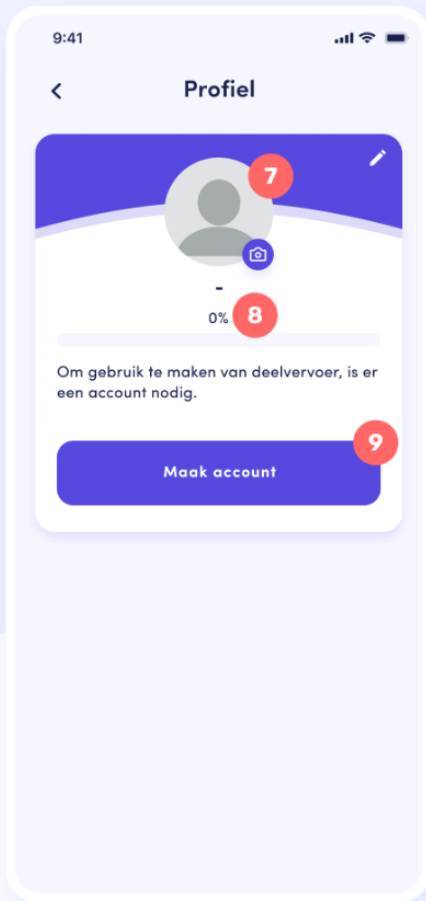 9:41
Profiel
7
-
0%
8
Om gebruik te maken van deelvervoer, is er
een account nodig.
9
Maak account